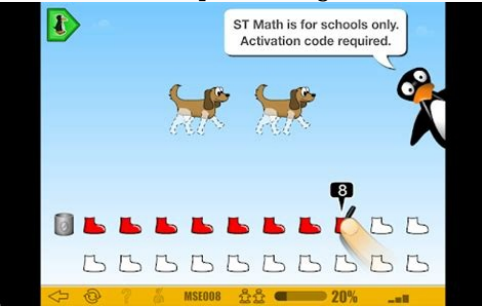 ST Math is for schools only.
Activation code required.
8
?
MSE008
20%